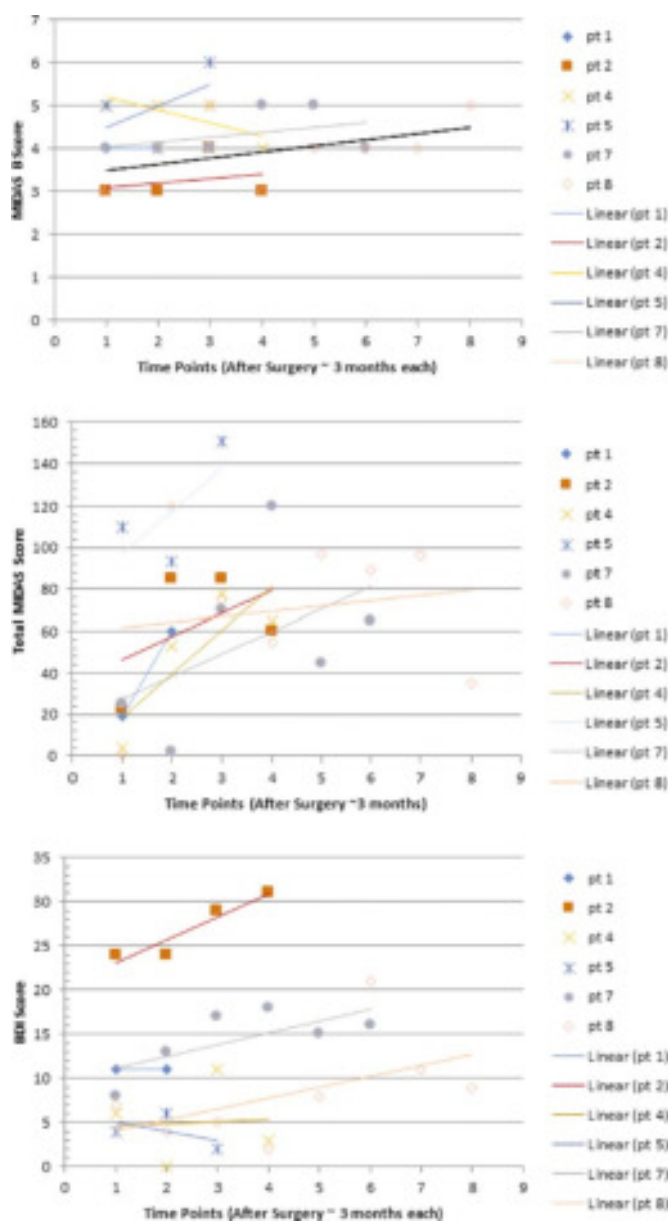 7
6
5
4
3
2
1
0
MIDAS B Score
0 1 2 3 4 5 6 7 8 9
Time Points (After Surgery ~ 3 months each)
pt 1
pt 2
pt 4
pt 5
pt 7
pt 8
Linear (pt 1)
Linear (pt 2)
Linear (pt 4)
Linear (pt 5)
Linear (pt 7)
Linear (pt 8)
160
140
120
100
80
60
40
20
0
Total MIDAS Score
0 1 2 3 4 5 6 7 8 9
Time Points (After Surgery ~3 months)
pt 1
pt 2
pt 4
pt 5
pt 7
pt 8
Linear (pt 1)
Linear (pt 2)
Linear (pt 4)
Linear (pt 5)
Linear (pt 7)
Linear (pt 8)
35
30
25
20
15
10
5
0
BDI Score
0 1 2 3 4 5 6 7 8 9
Time Points (After Surgery ~ 3 months each)
pt 1
pt 2
pt 4
pt 5
pt 7
pt 8
Linear (pt 1)
Linear (pt 2)
Linear (pt 4)
Linear (pt 5)
Linear (pt 7)
Linear (pt 8)